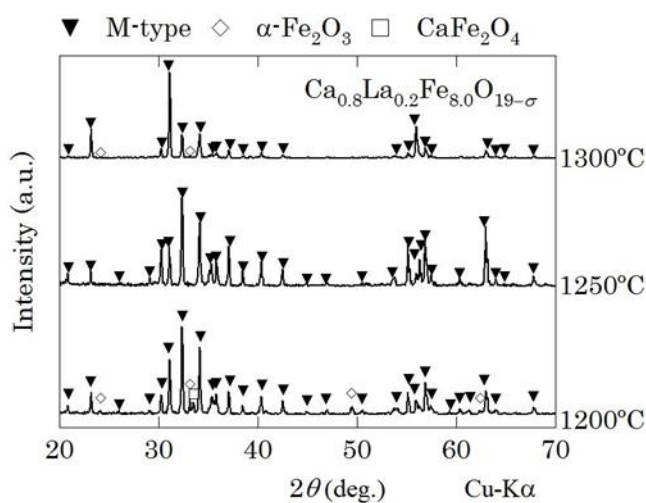 ▼ M-type ◇ α-Fe₂O₃ □ CaFe₂O₄
Ca₀.₈La₀.₂Fe₈.₀O₁₉₋σ
1300℃
1250℃
1200℃
Intensity (a.u.)
20 30 40 50 60 70
2θ (deg.) Cu-Kα